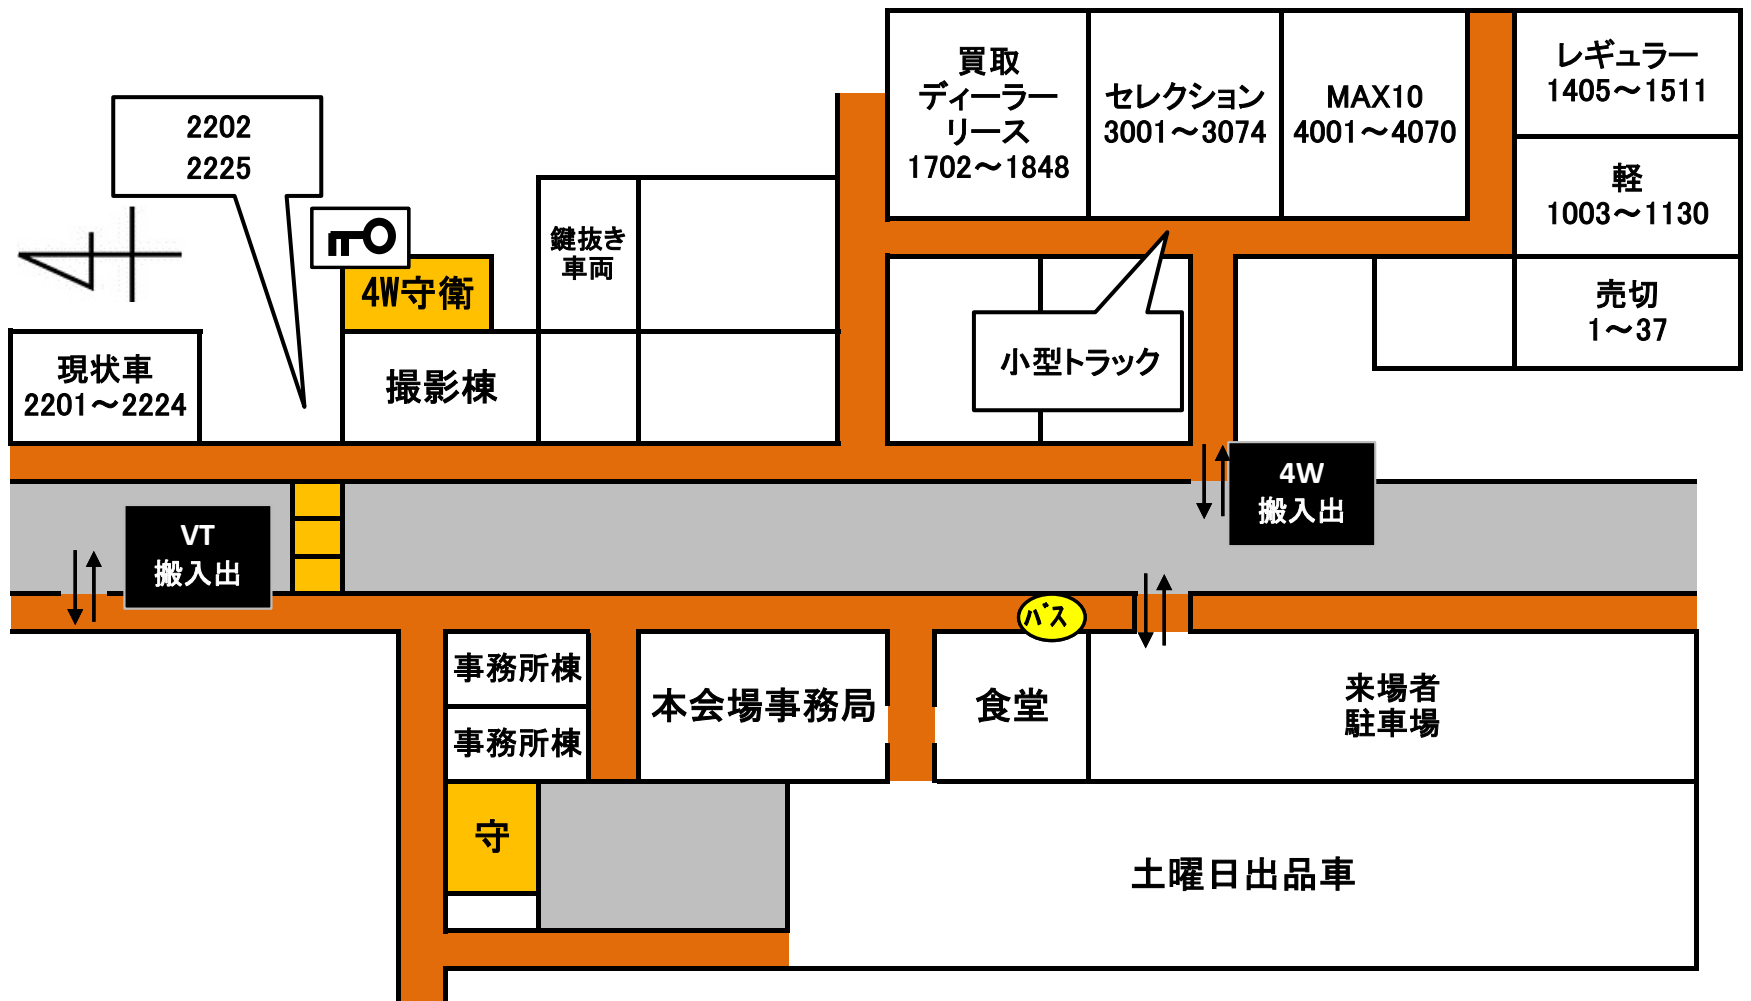 買取
ディーラー
リース
1702～1848
セレクション
3001～3074
MAX10
4001～4070
レギュラー
1405～1511
軽
1003～1130
売切
1～37
2202
2225
鍵抜き
車両
4W守衛
現状車
2201～2224
撮影棟
小型トラック
4W
搬入出
VT
搬入出
バス
事務所棟
事務所棟
本会場事務局
食堂
来場者
駐車場
守
土曜日出品車